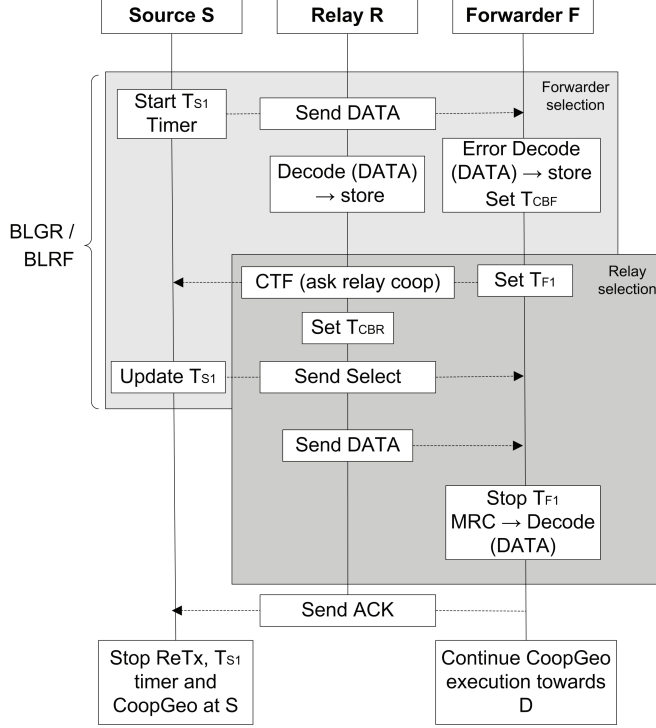 Source S
Relay R
Forwarder F
Forwarder
selection
Start TS1
Timer
Send DATA
Error Decode
(DATA) → store
Set TCBF
Decode (DATA)
→ store
BLGR /
BLRF
Relay
selection
CTF (ask relay coop)
Set TF1
Set TCBR
Update TS1
Send Select
Send DATA
Stop TF1
MRC → Decode
(DATA)
Send ACK
Stop ReTx, TS1
timer and
CoopGeo at S
Continue CoopGeo
execution towards
D